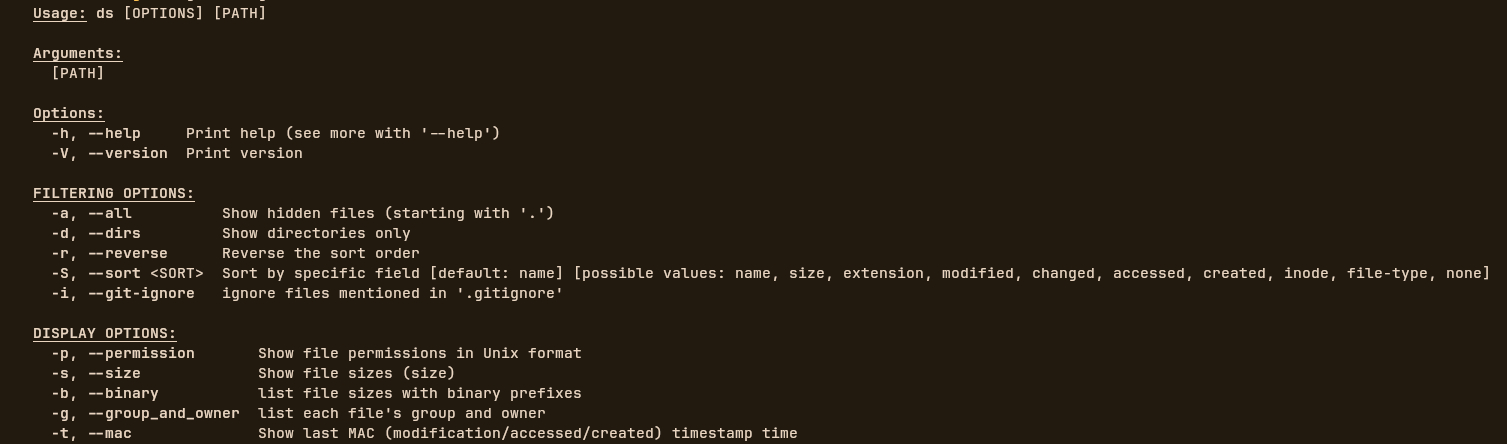 Usage: ds [OPTIONS] [PATH]
Arguments:
[PATH]
Options:
-h, --help Print help (see more with '--help')
-V, --version Print version
FILTERING OPTIONS:
-a, --all Show hidden files (starting with '.')
-d, --dirs Show directories only
-r, --reverse Reverse the sort order
-S, --sort <SORT> Sort by specific field [default: name] [possible values: name, size, extension, modified, changed, accessed, created, inode, file-type, none]
-i, --git-ignore ignore files mentioned in '.gitignore'
DISPLAY OPTIONS:
-p, --permission Show file permissions in Unix format
-s, --size Show file sizes (size)
-b, --binary list file sizes with binary prefixes
-g, --group_and_owner list each file's group and owner
-t, --mac Show last MAC (modification/accessed/created) timestamp time